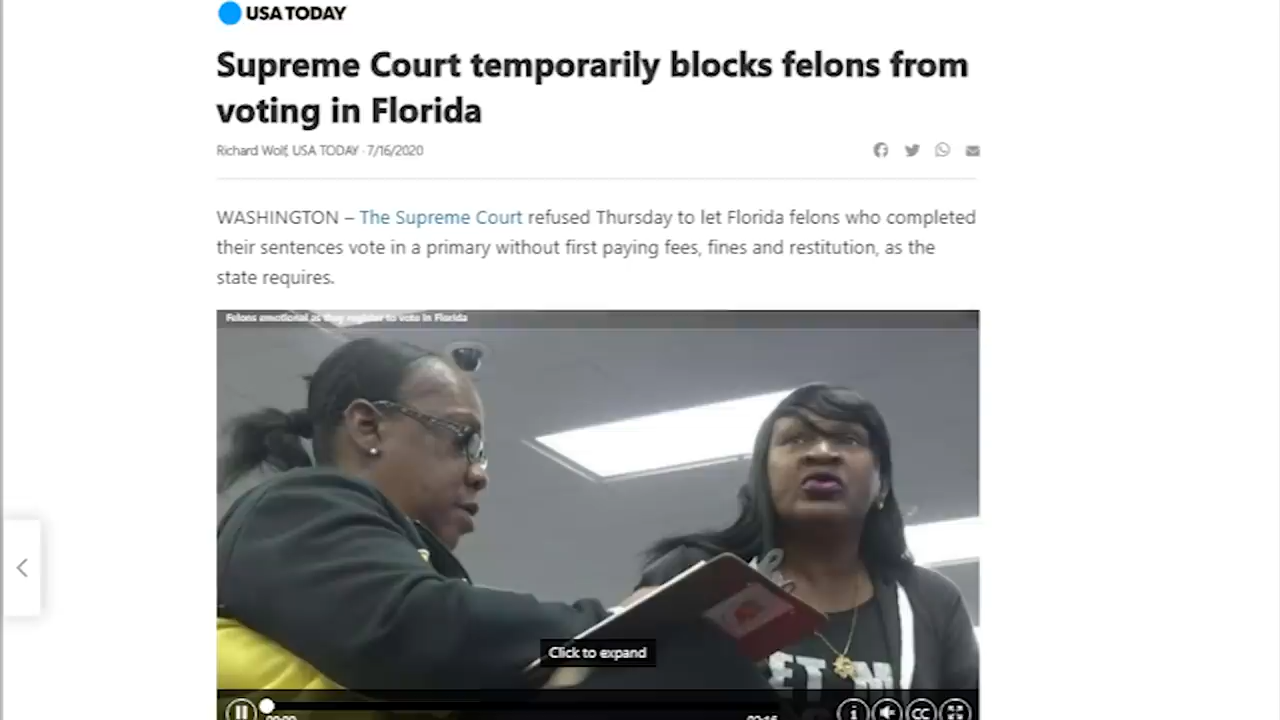 USA TODAY
Supreme Court temporarily blocks felons from
voting in Florida
Richard Wolf, USA TODAY · 7/16/2020
WASHINGTON – The Supreme Court refused Thursday to let Florida felons who completed
their sentences vote in a primary without first paying fees, fines and restitution, as the
state requires.
Felons emotional as they register to vote in Florida
Click to expand
CC